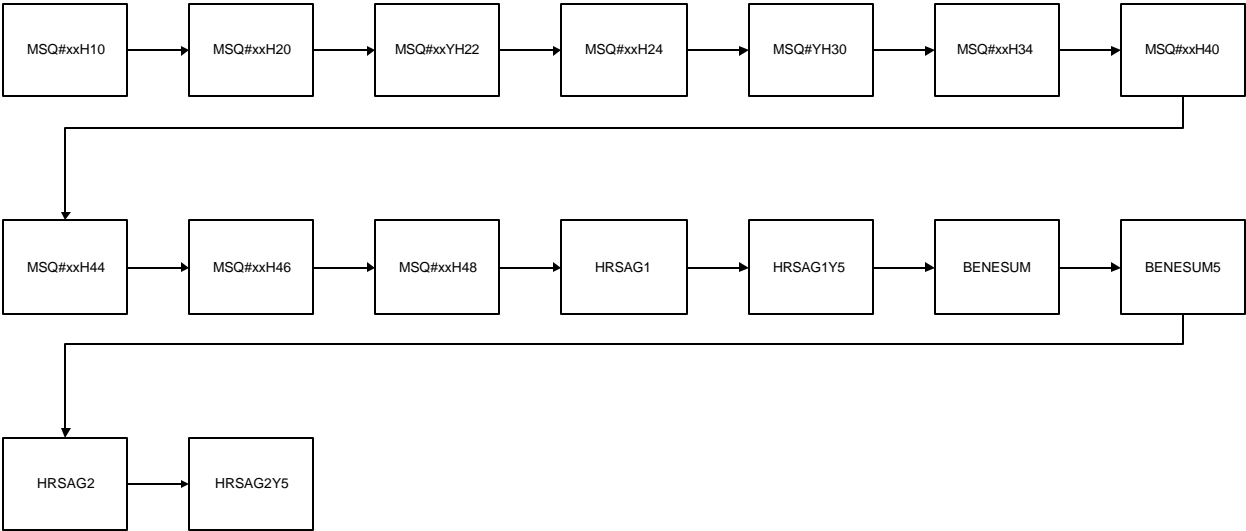 MSQ#xxH10
MSQ#xxH20
MSQ#xxYH22
MSQ#xxH24
MSQ#YH30
MSQ#xxH34
MSQ#xxH40
MSQ#xxH44
MSQ#xxH46
MSQ#xxH48
HRSAG1
HRSAG1Y5
BENESUM
BENESUM5
HRSAG2
HRSAG2Y5